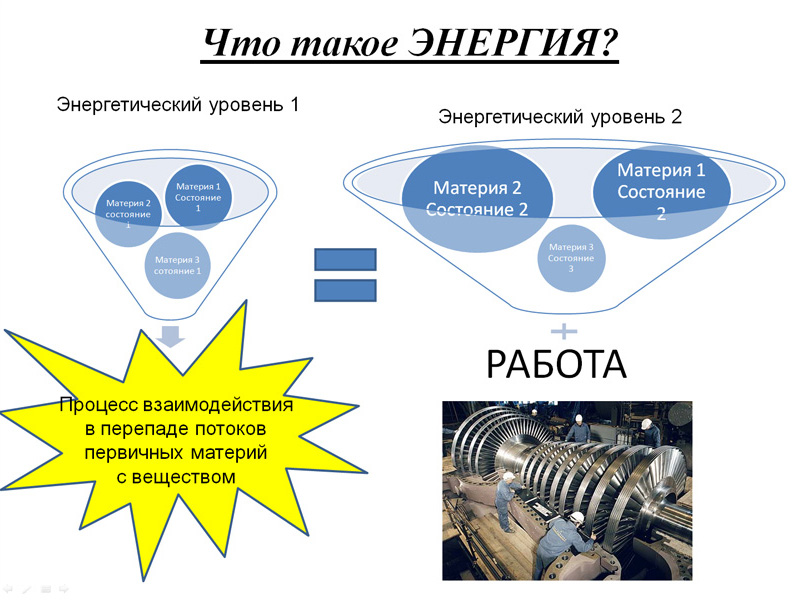 Что такое ЭНЕРГИЯ?
Энергетический уровень 1
Энергетический уровень 2
Материя 2
состояние
1
Материя 1
Состояние
1
Материя 3
сотояние 1
Материя 2
Состояние 2
Материя 1
Состояние
2
Материя 3
Состояние
3
РАБОТА
Процесс взаимодействия
в перепаде потоков
первичных материй
с веществом